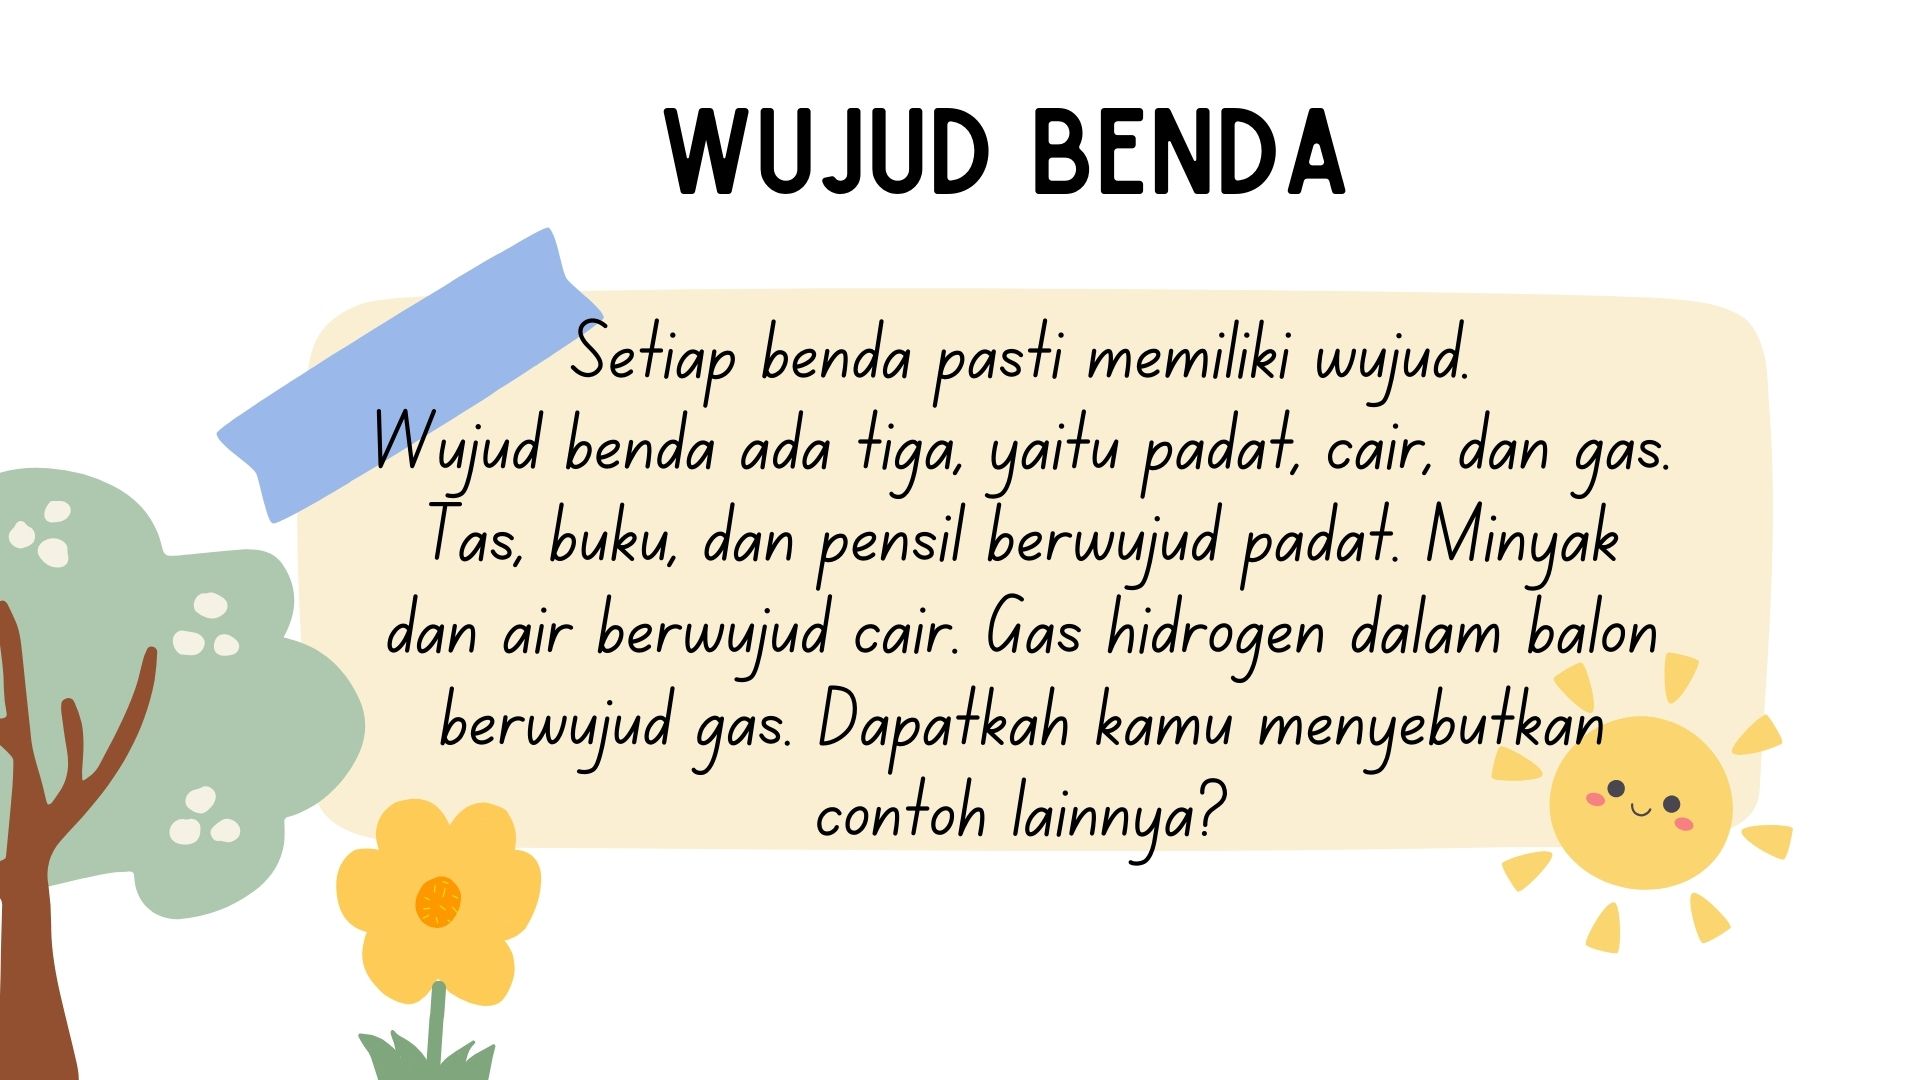 WUJUD BENDA
Setiap benda pasti memiliki wujud.
Wujud benda ada tiga, yaitu padat, cair, dan gas.
Tas, buku, dan pensil berwujud padat. Minyak
dan air berwujud cair. Gas hidrogen dalam balon
berwujud gas. Dapatkah kamu menyebutkan
contoh lainnya?